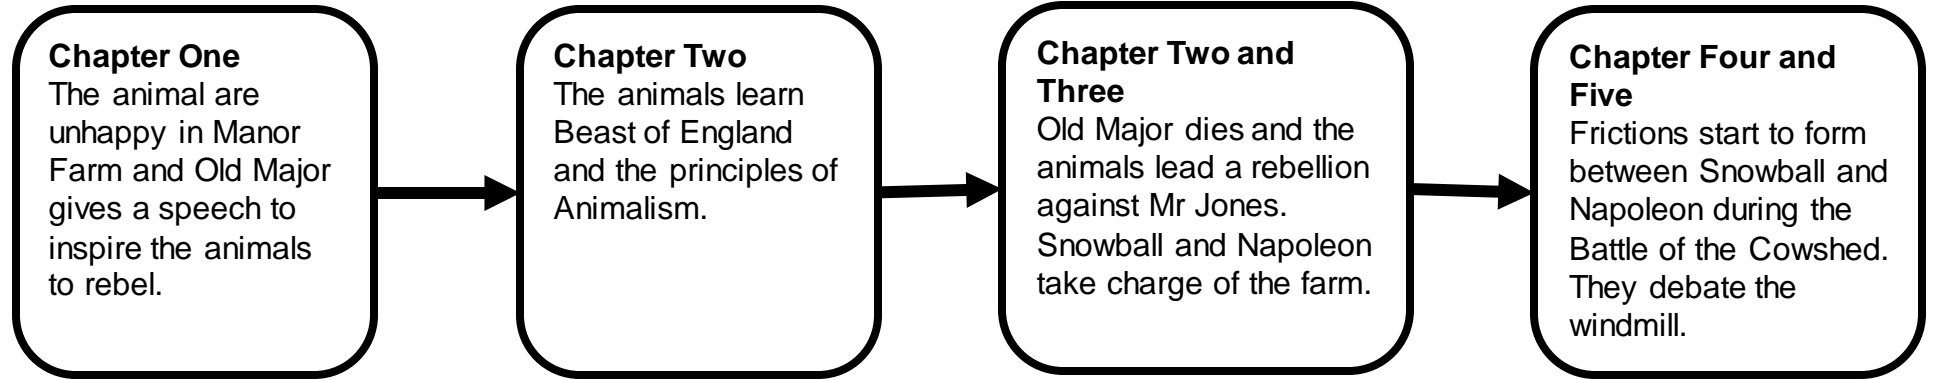 Chapter One
The animal are
unhappy in Manor
Farm and Old Major
gives a speech to
inspire the animals
to rebel.
Chapter Two
The animals learn
Beast of England
and the principles of
Animalism.
Chapter Two and
Three
Old Major dies and the
animals lead a rebellion
against Mr Jones.
Snowball and Napoleon
take charge of the farm.
Chapter Four and
Five
Frictions start to form
between Snowball and
Napoleon during the
Battle of the Cowshed.
They debate the
windmill.